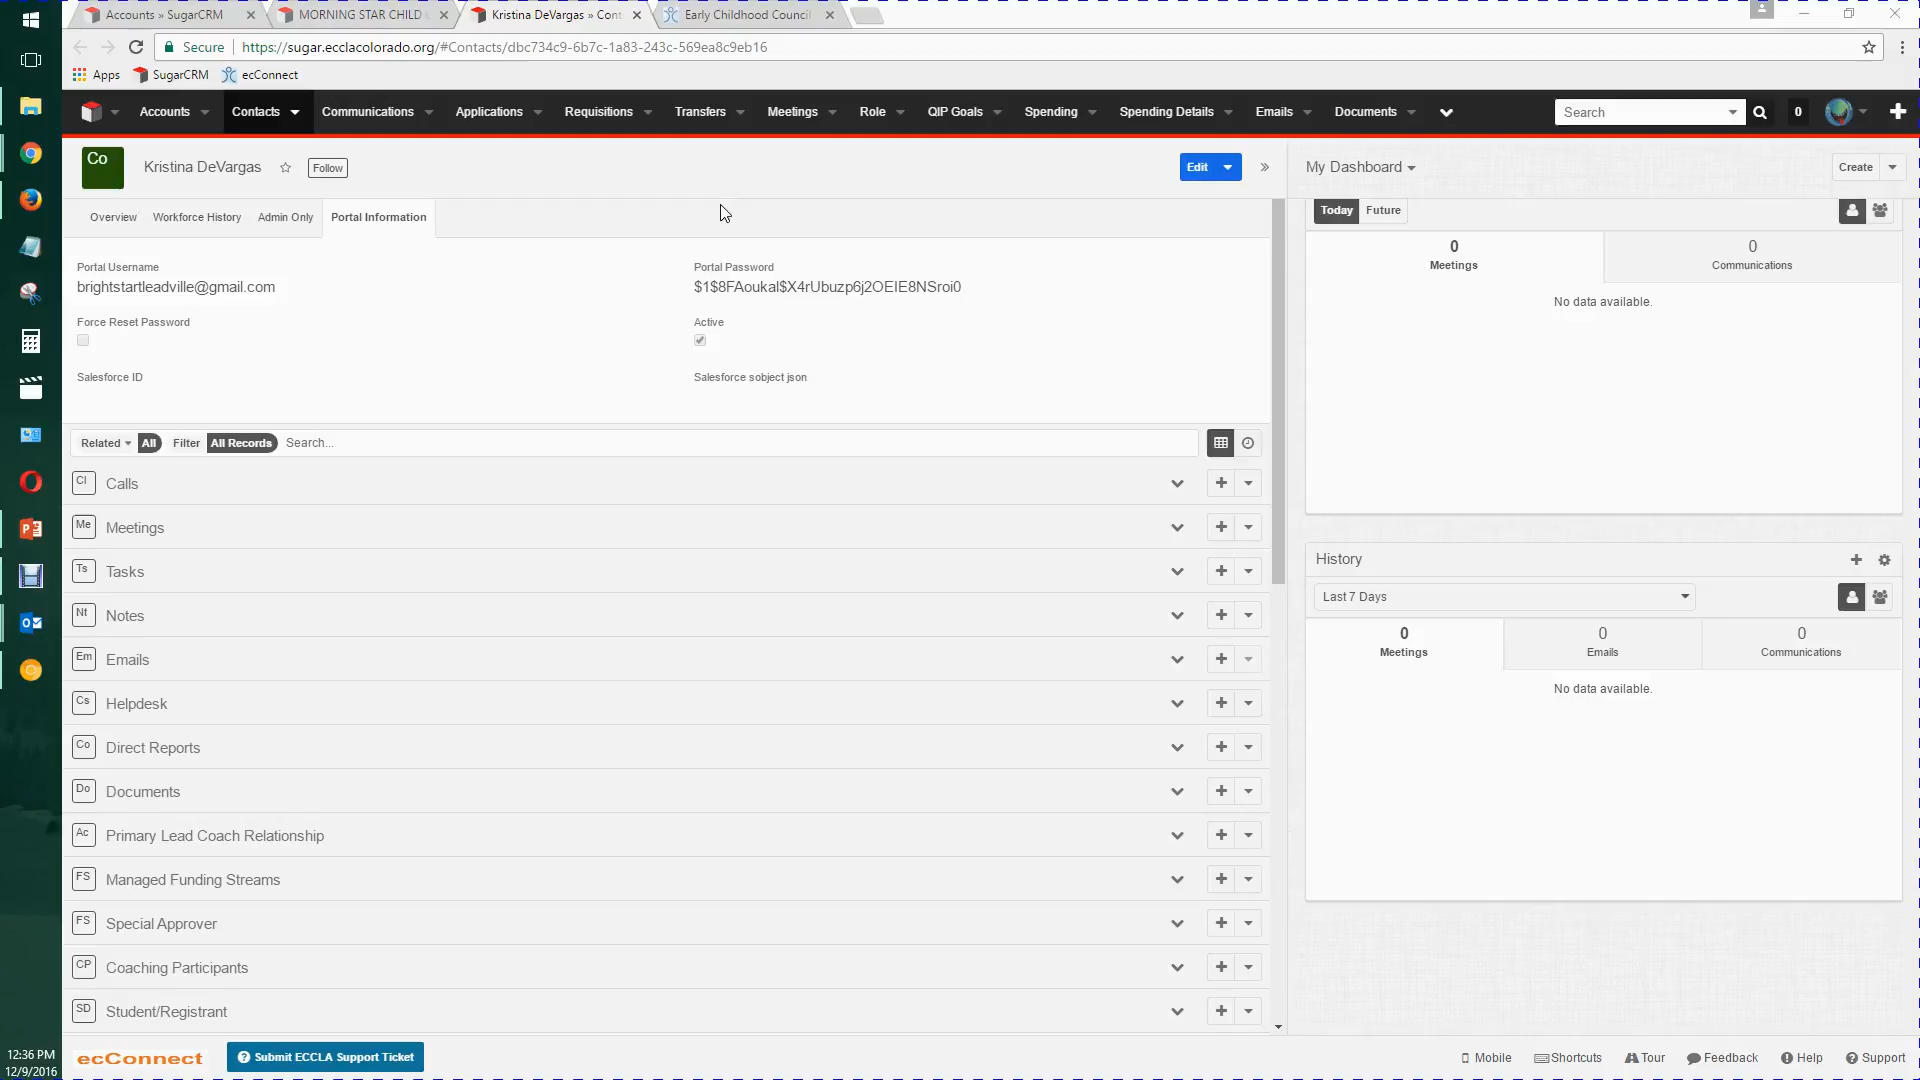 Accounts » SugarCRM
MORNING STAR CHILD
Kristina DeVargas » Cont
Early Childhood Council
Secure
https://sugar.ecclacolorado.org/#Contacts/dbc734c9-6b7c-1a83-243c-569ea8c9eb16
Apps SugarCRM ecConnect
Accounts Contacts Communications Applications Requisitions Transfers Meetings Role QIP Goals Spending Spending Details Emails Documents Search 0
Co
Kristina DeVargas Follow Edit
My Dashboard Create
Overview Workforce History Admin Only Portal Information
Today Future
Portal Username
brightstartleadville@gmail.com
Portal Password
$1$8FAoukal$X4rUbuzp6j2OEIE8NSroi0
Force Reset Password
Active
Salesforce ID
Salesforce sobject json
0
Meetings
0
Communications
No data available.
Related All Filter All Records Search...
Cl Calls
Me Meetings
Ts Tasks
Nt Notes
Em Emails
Cs Helpdesk
Co Direct Reports
Do Documents
Ac Primary Lead Coach Relationship
FS Managed Funding Streams
FS Special Approver
CP Coaching Participants
SD Student/Registrant
History
Last 7 Days
0
Meetings
0
Emails
0
Communications
No data available.
12:36 PM
12/9/2016
ecConnect
Submit ECCLA Support Ticket
Mobile Shortcuts Tour Feedback Help Support